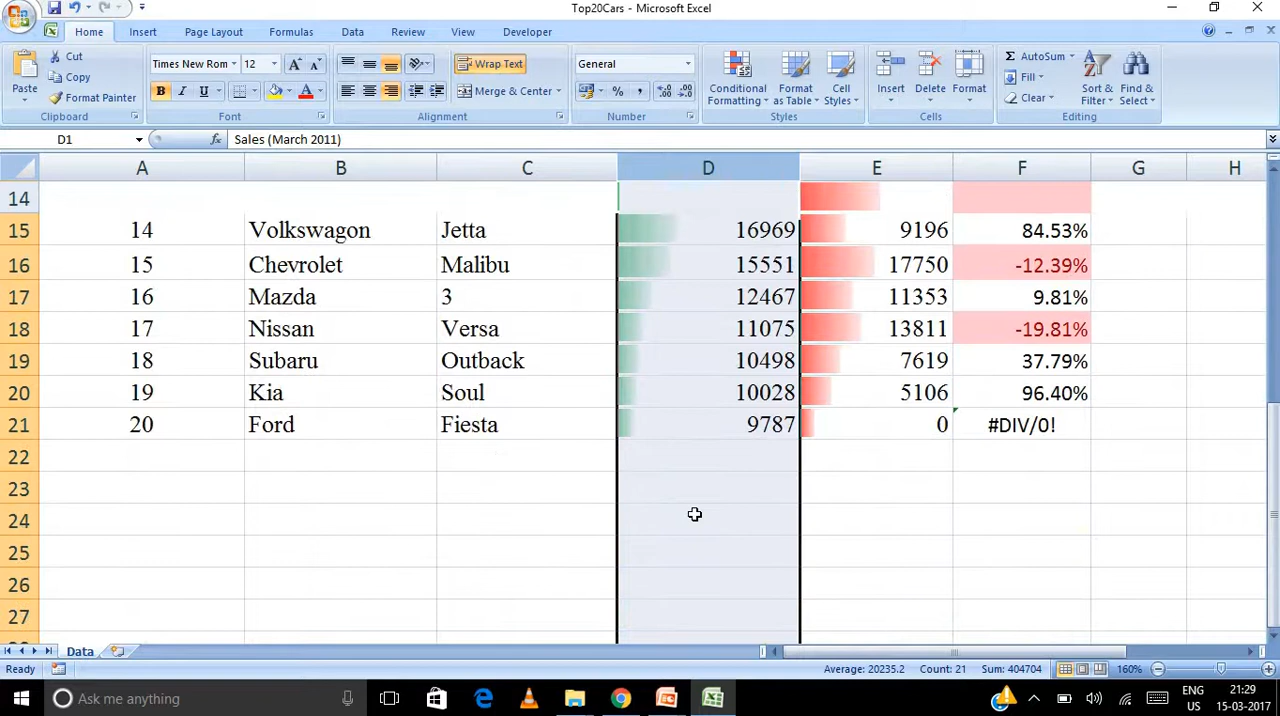 Top20Cars - Microsoft Excel
Home Insert Page Layout Formulas Data Review View Developer
Paste
Cut
Copy
Format Painter
Clipboard
Times New Rom 12
A A
B I U A
Font
Wrap Text
Merge & Center
Alignment
General
% ,
Number
Conditional Formatting
Format as Table
Cell Styles
Styles
Insert Delete Format
Cells
Σ AutoSum
Fill
Clear
Sort & Filter
Find & Select
Editing
D1 fx Sales (March 2011)
A B C D E F G H
14
15 14 Volkswagon Jetta 16969 9196 84.53%
16 15 Chevrolet Malibu 15551 17750 -12.39%
17 16 Mazda 3 12467 11353 9.81%
18 17 Nissan Versa 11075 13811 -19.81%
19 18 Subaru Outback 10498 7619 37.79%
20 19 Kia Soul 10028 5106 96.40%
21 20 Ford Fiesta 9787 0 #DIV/0!
22
23
24
25
26
27
Data
Ready Average: 20235.2 Count: 21 Sum: 404704 160%
Ask me anything
ENG
US
21:29
15-03-2017